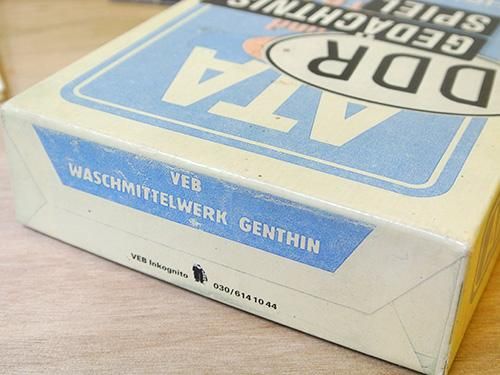 DDR
GEDÄCHTNIS
SPIEL
ATA
VEB
WASCHMITTELWERK GENTHIN
VEB Inkognito 030/614 10 44